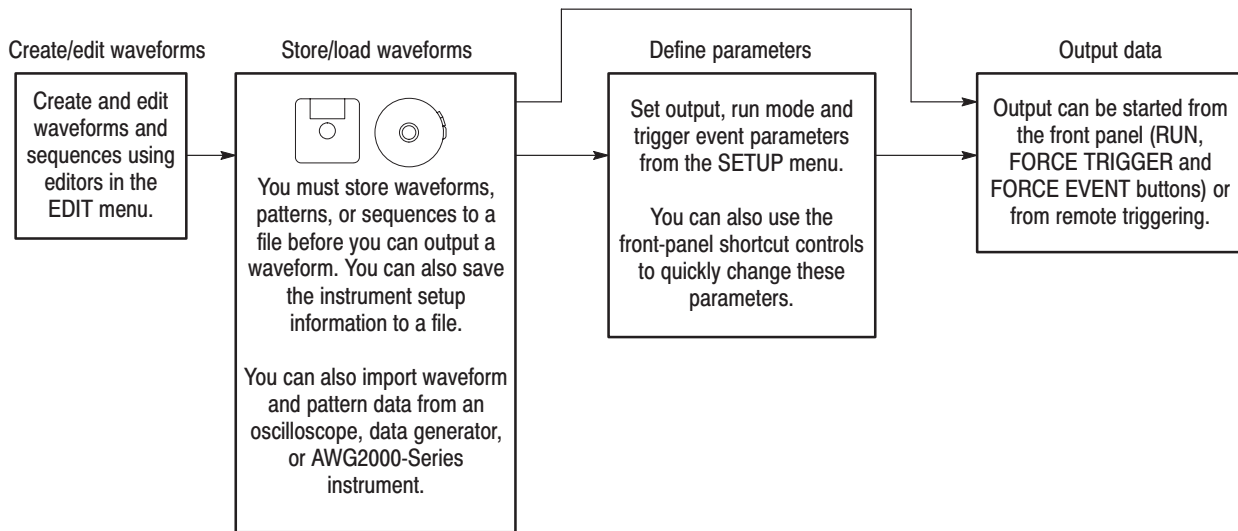 Create/edit waveforms
Create and edit
waveforms and
sequences using
editors in the
EDIT menu.
Store/load waveforms
You must store waveforms,
patterns, or sequences to a
file before you can output a
waveform. You can also save
the instrument setup
information to a file.
You can also import waveform
and pattern data from an
oscilloscope, data generator,
or AWG2000-Series
instrument.
Define parameters
Set output, run mode and
trigger event parameters
from the SETUP menu.
You can also use the
front-panel shortcut controls
to quickly change these
parameters.
Output data
Output can be started from
the front panel (RUN,
FORCE TRIGGER and
FORCE EVENT buttons) or
from remote triggering.